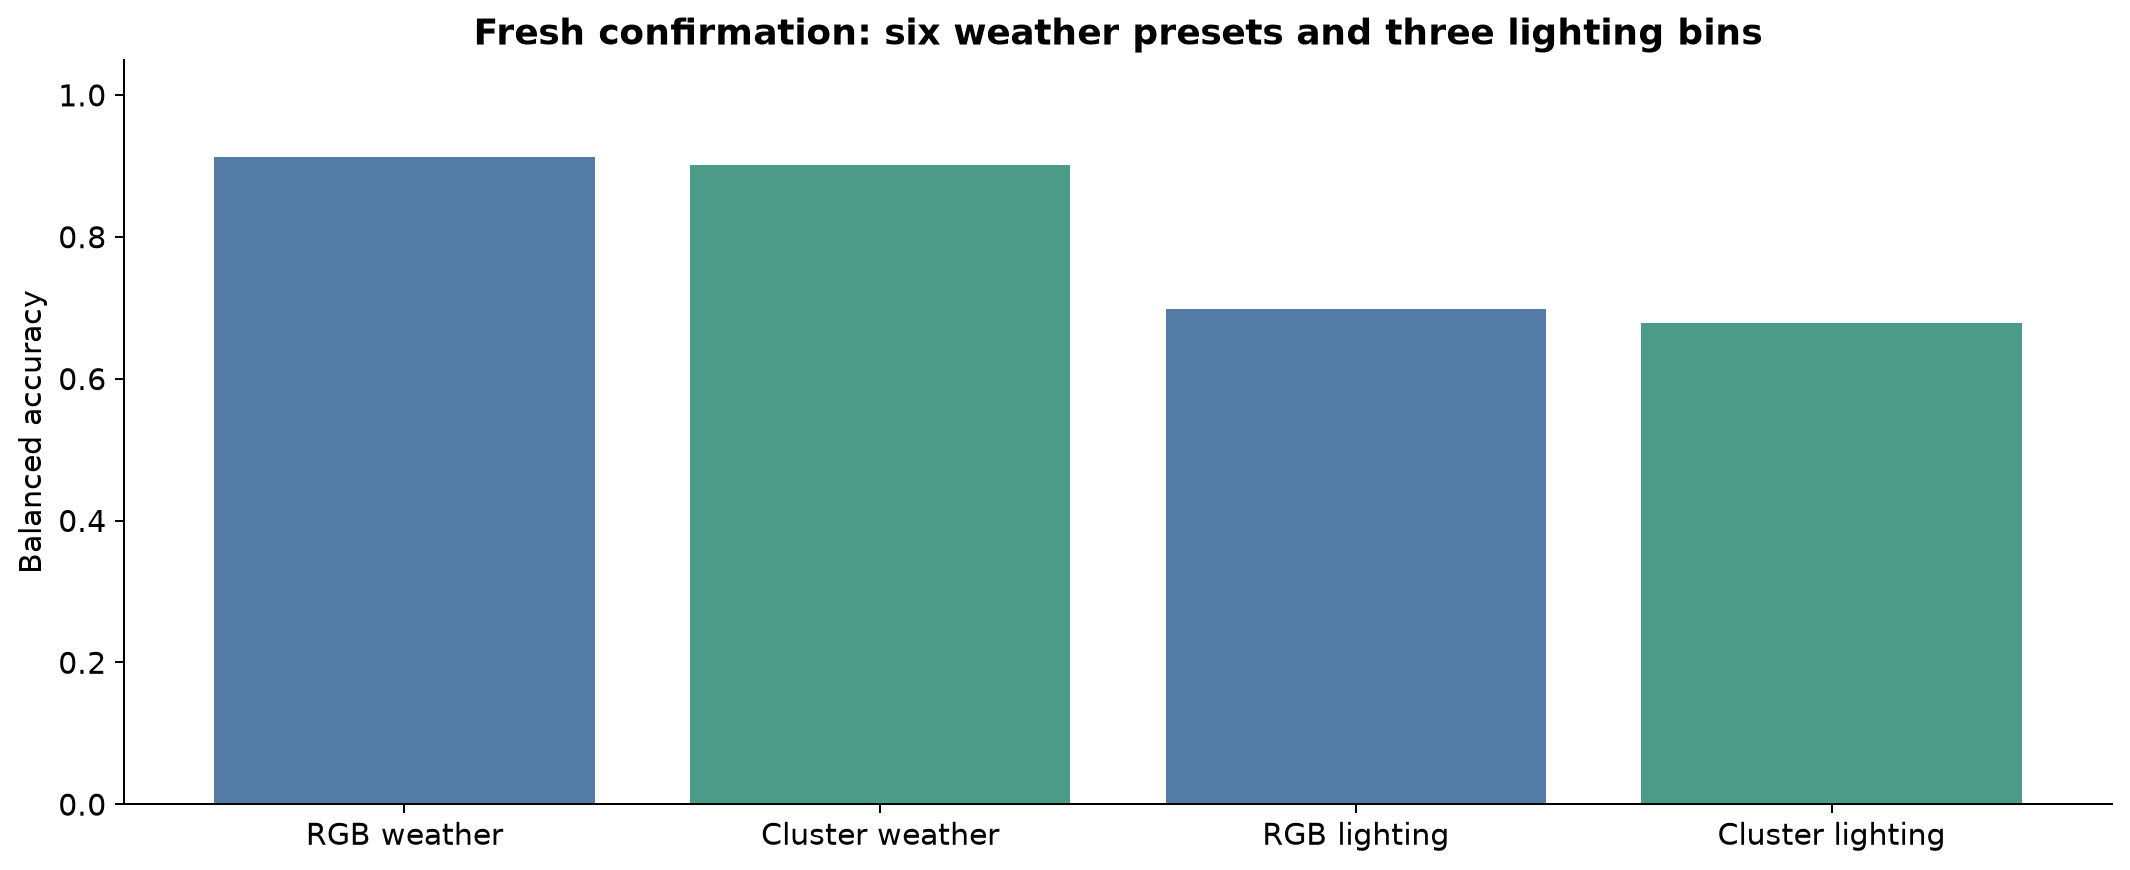 Fresh confirmation: six weather presets and three lighting bins
Balanced accuracy
1.0
0.8
0.6
0.4
0.2
0.0
RGB weather
Cluster weather
RGB lighting
Cluster lighting